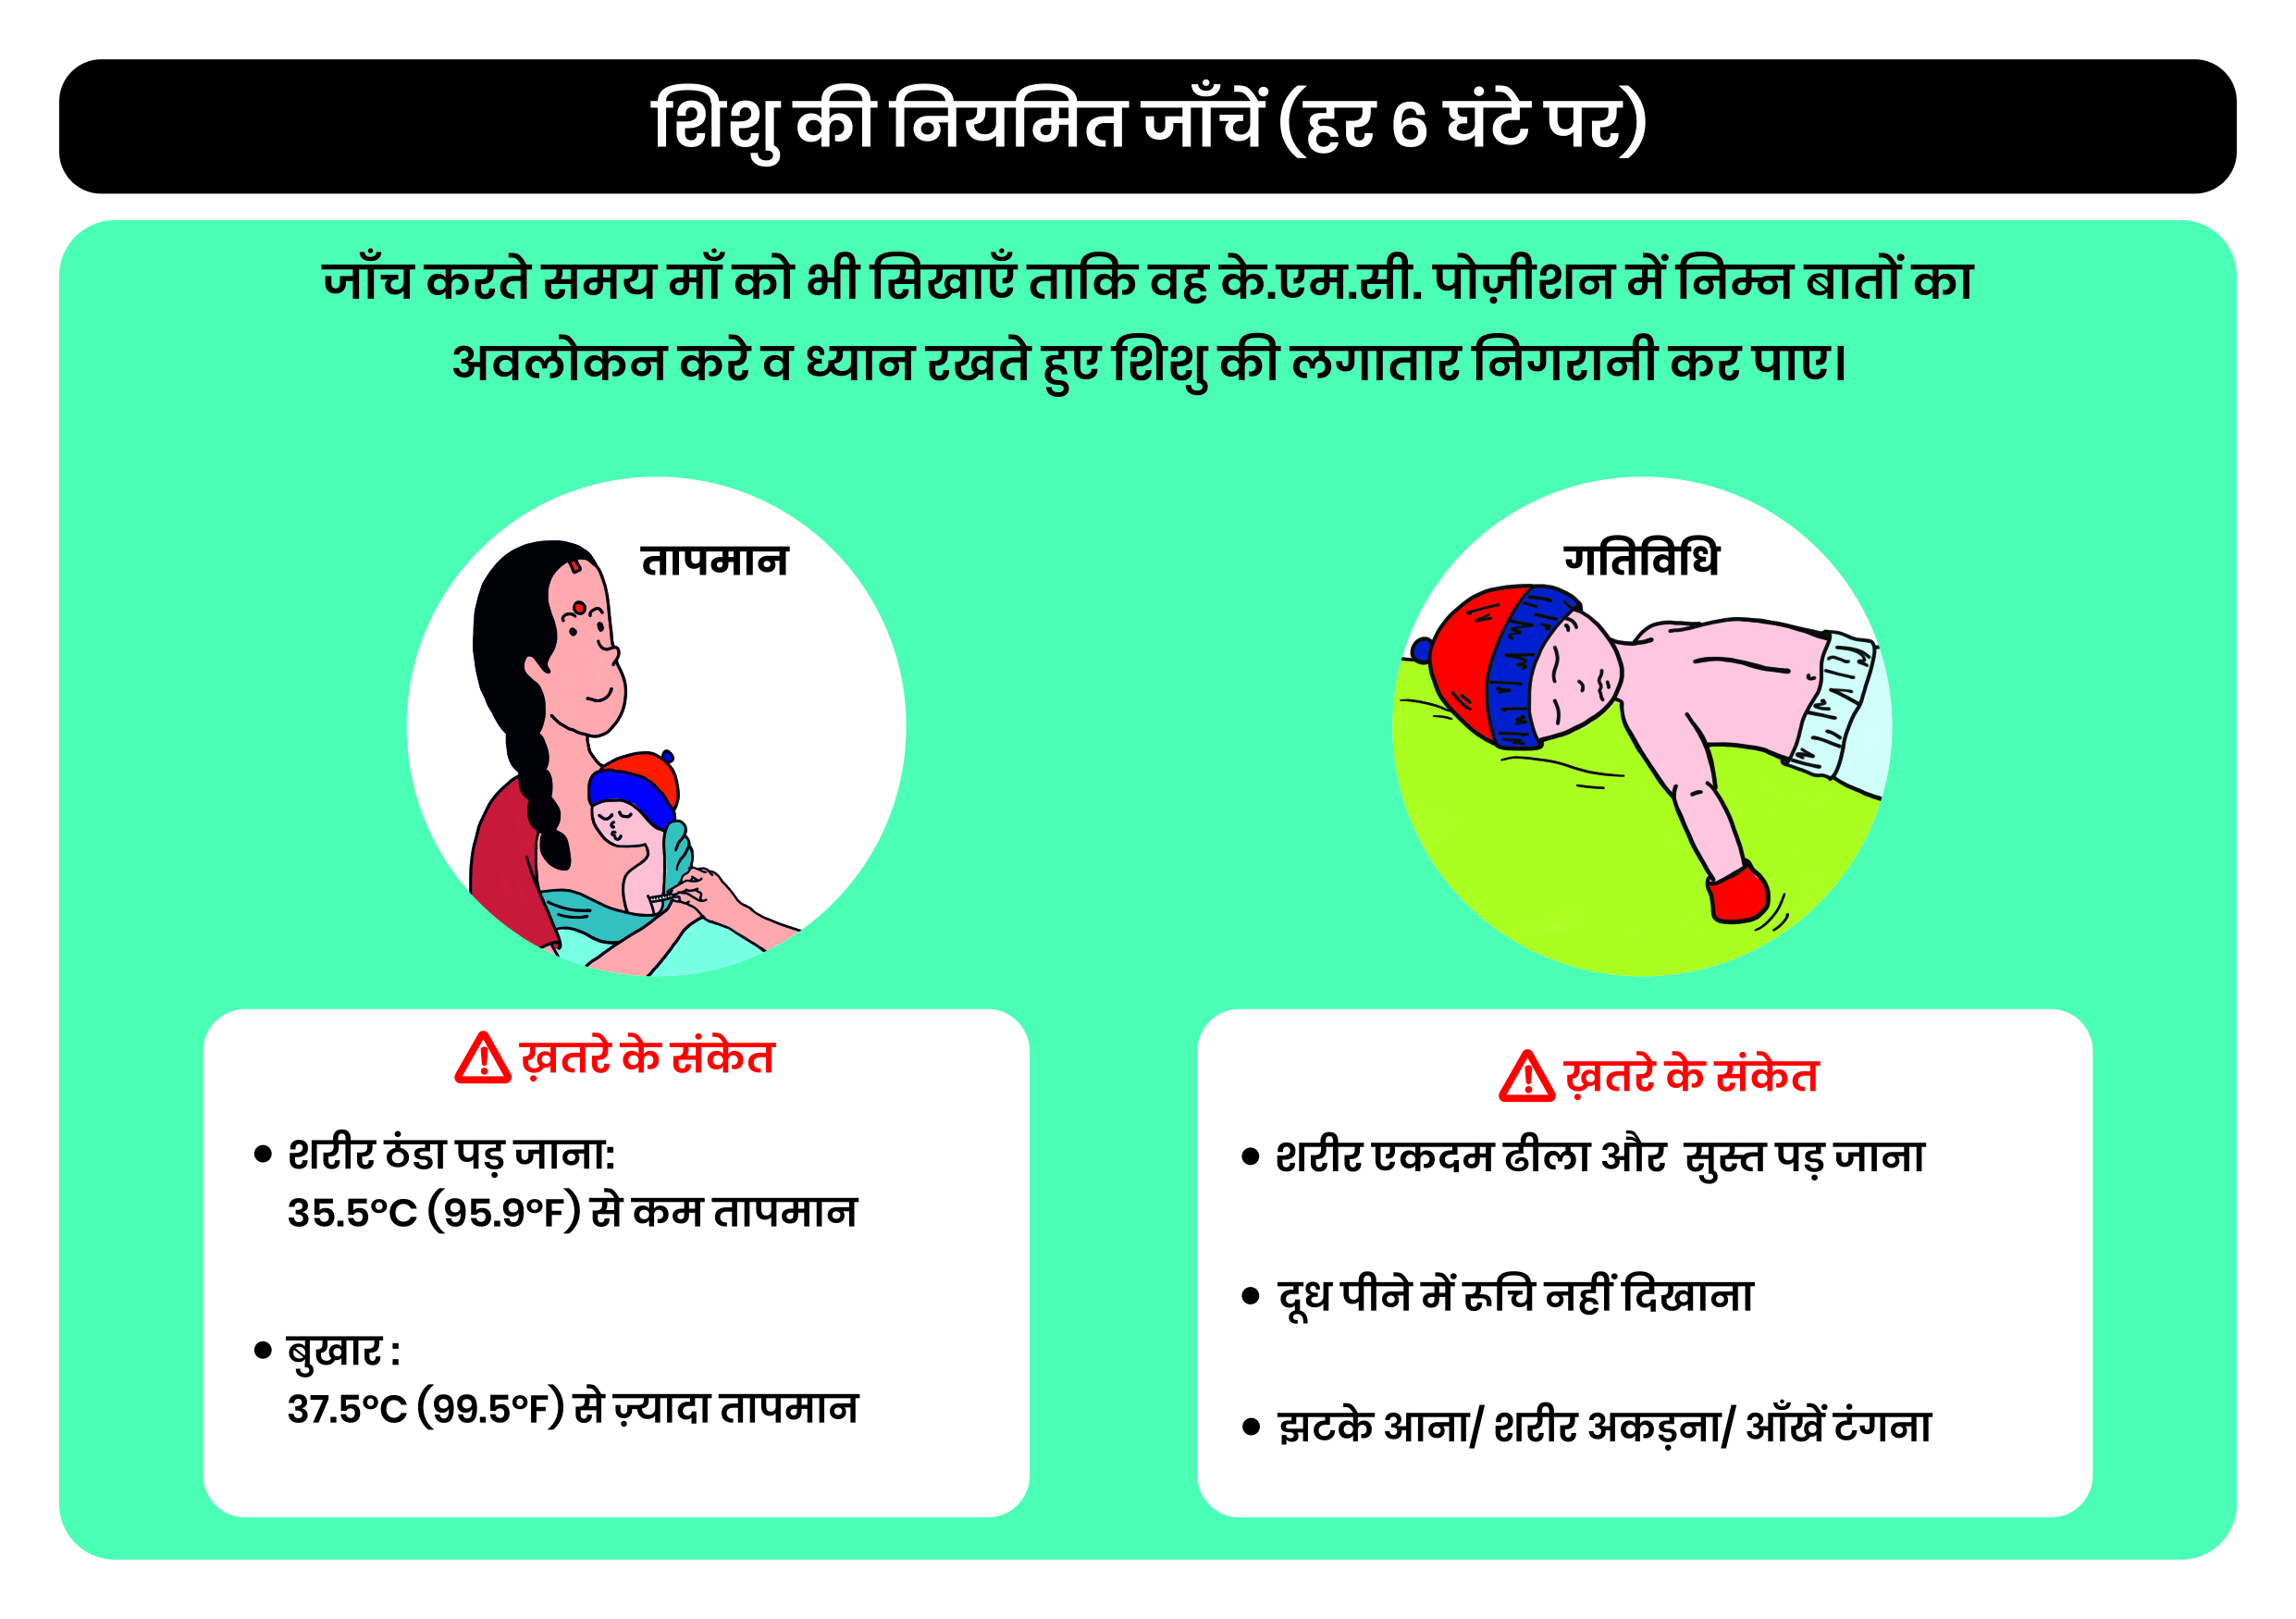 शिशु की नियमित जाँचें (हर 6 घंटे पर)
जाँच करते समय माँ को भी सिखाएँ ताकि वह के.एम.सी. पोज़ीशन में निम्न बातों का
अवलोकन करे व ध्यान रखते हुए शिशु की लगातार निगरानी कर पाए।
तापमान
ख़तरे के संकेत
• शरीर ठंडा पड़ जाना:
35.5°C (95.9°F) से कम तापमान
• बुखार :
37.5°C (99.5°F) से ज़्यादा तापमान
गतिविधि
ख़तरे के संकेत
• शरीर एकदम ढीला और सुस्त पड़ जाना
• दूध पीने में रूचि नहीं दिखाना
• झटके आना/ शरीर अकड़ना/ आँखें टंगना